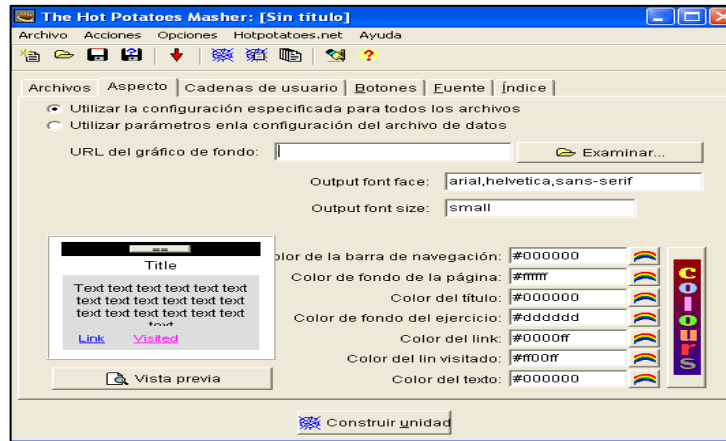 The Hot Potatoes Masher: [Sin título]
Archivo Acciones Opciones Hotpotatoes.net Ayuda
Archivos Aspecto Cadenas de usuario Botones Fuente Índice
Utilizar la configuración especificada para todos los archivos
Utilizar parámetros enla configuración del archivo de datos
URL del gráfico de fondo: Examinar...
Output font face: arial,helvetica,sans-serif
Output font size: small
Title
Text text text text text text
text text text text text text
text text text text text text
text
Link Visited
Vista previa
olor de la barra de navegación: #000000
Color de fondo de la página: #ffffff
Color del título: #000000
Color de fondo del ejercicio: #dddddd
Color del link: #0000ff
Color del lin visitado: #ff00ff
Color del texto: #000000
colours
Construir unidad